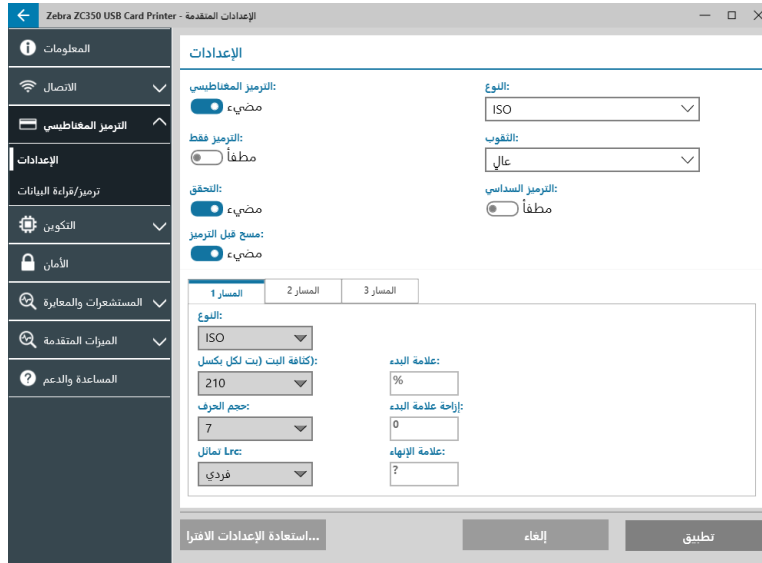 Zebra ZC350 USB Card Printer - الإعدادات المتقدمة
المعلومات
الاتصال
الترميز المغناطيسي
الإعدادات
ترميز/قراءة البيانات
التكوين
الأمان
المستشعرات والمعايرة
الميزات المتقدمة
المساعدة والدعم
الإعدادات
الترميز المغناطيسي:
مضيء
النوع:
ISO
الترميز فقط:
مطفأ
الثقوب:
عالٍ
التحقق:
مضيء
الترميز السداسي:
مطفأ
مسح قبل الترميز:
مضيء
المسار 1
المسار 2
المسار 3
النوع:
ISO
كثافة البت (بت لكل بكسل):
210
علامة البدء:
%
حجم الحرف:
7
إزاحة علامة البدء:
0
تماثل Lrc:
فردي
علامة الإنهاء:
?
استعادة الإعدادات الافترا...
إلغاء
تطبيق